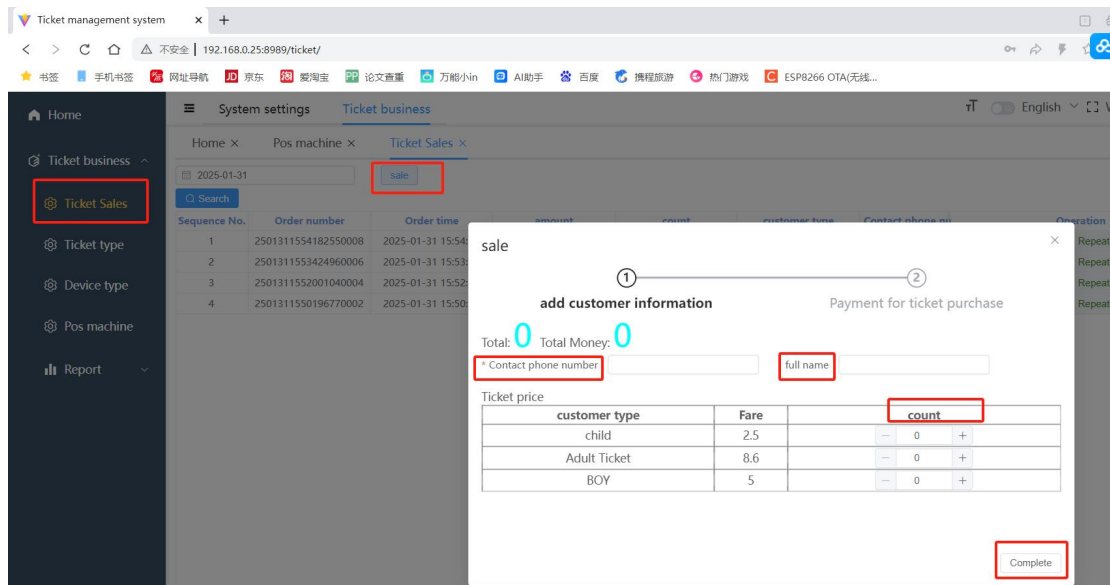 Ticket management system
不安全 192.168.0.25:8989/ticket/
书签 手机书签 网址导航 JD 京东 淘 爱淘宝 PP 论文查重 万能小in AI助手 百度 携程旅游 热门游戏 C ESP8266 OTA(无线...
Home System settings Ticket business English
Home Pos machine Ticket Sales
Ticket business
2025-01-31 sale
Search
Ticket Sales
Sequence No. Order number Order time amount count customer type Contact phone nu Operation
1 2501311554182550008 2025-01-31 15:54: Repeat
2 2501311553424960006 2025-01-31 15:53: Repeat
3 2501311552001040004 2025-01-31 15:52: Repeat
4 2501311550196770002 2025-01-31 15:50: Repeat
Ticket type
Device type
Pos machine
Report
sale
1 2
add customer information Payment for ticket purchase
Total: 0 Total Money: 0
* Contact phone number full name
Ticket price
customer type Fare count
child 2.5 − 0 +
Adult Ticket 8.6 − 0 +
BOY 5 − 0 +
Complete